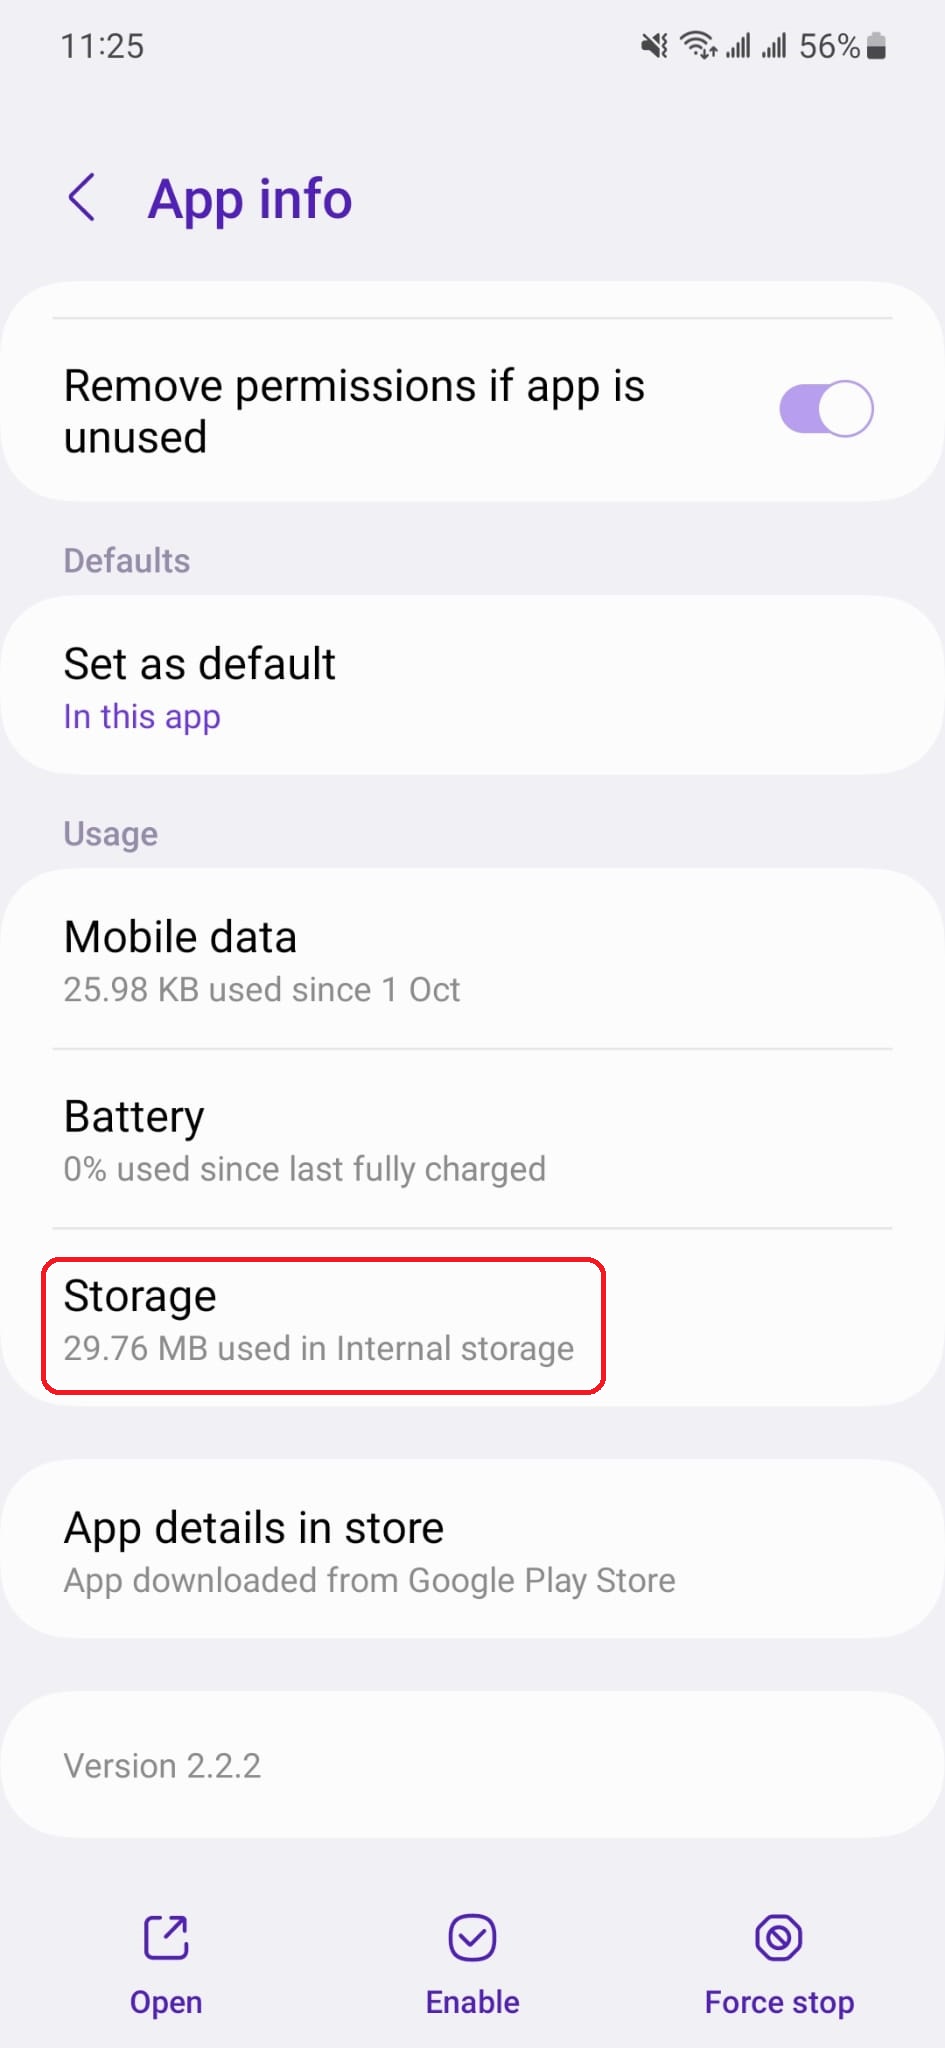 11:25 56%
App info
Remove permissions if app is
unused
Defaults
Set as default
In this app
Usage
Mobile data
25.98 KB used since 1 Oct
Battery
0% used since last fully charged
Storage
29.76 MB used in Internal storage
App details in store
App downloaded from Google Play Store
Version 2.2.2
Open Enable Force stop